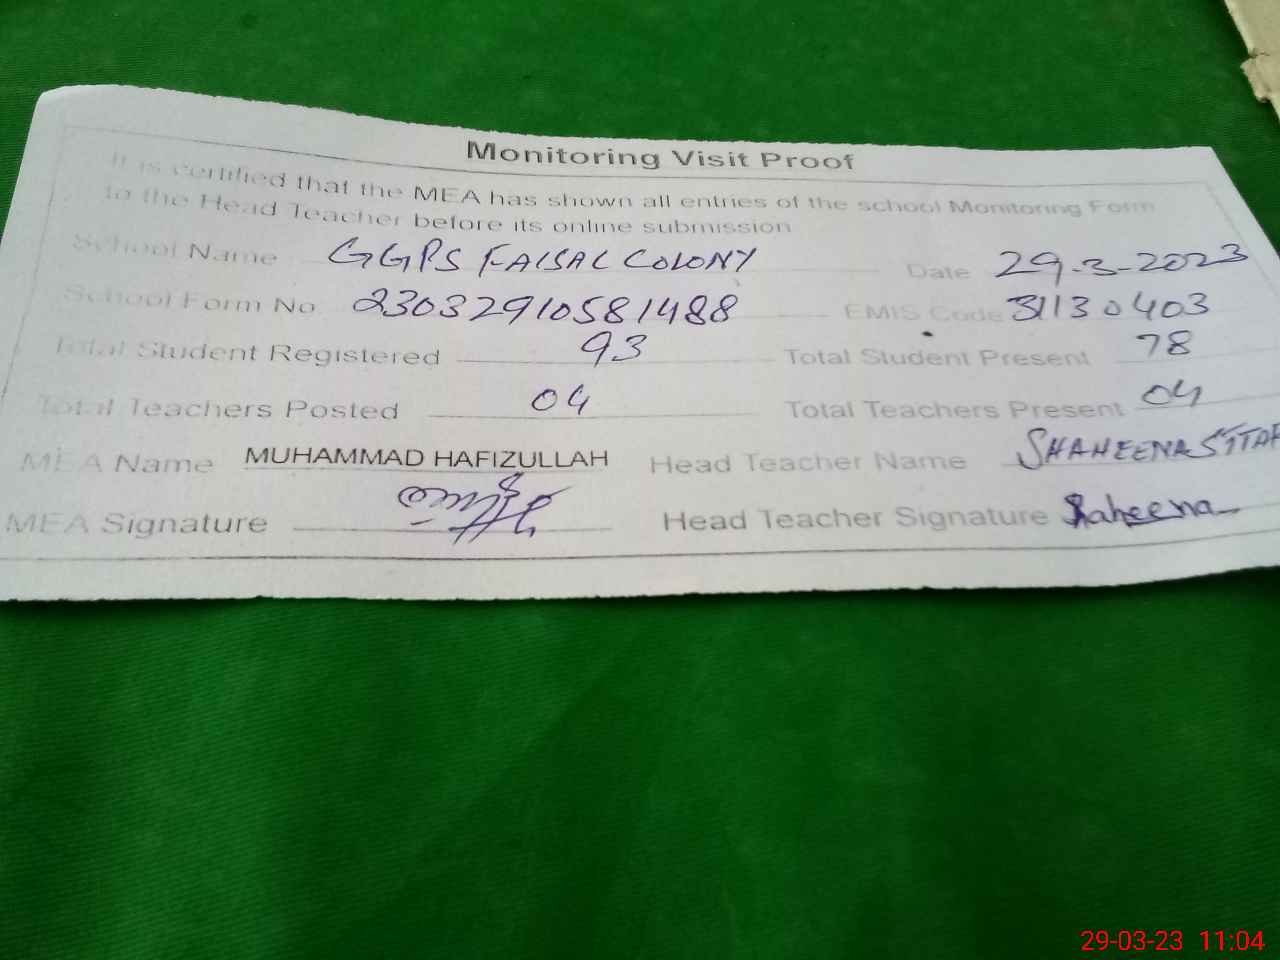 Monitoring Visit Proof
It is certified that the MEA has shown all entries of the school Monitoring Form
to the Head Teacher before its online submission
School Name GGPS FAISAL COLONY Date 29-3-2023
School Form No. 23032910581488 EMIS Code 31130403
Total Student Registered 93 Total Student Present 78
Total Teachers Posted 04 Total Teachers Present 04
MEA Name MUHAMMAD HAFIZULLAH Head Teacher Name SHAHEENA
MEA Signature Head Teacher Signature Shaheena
29-03-23 11:04